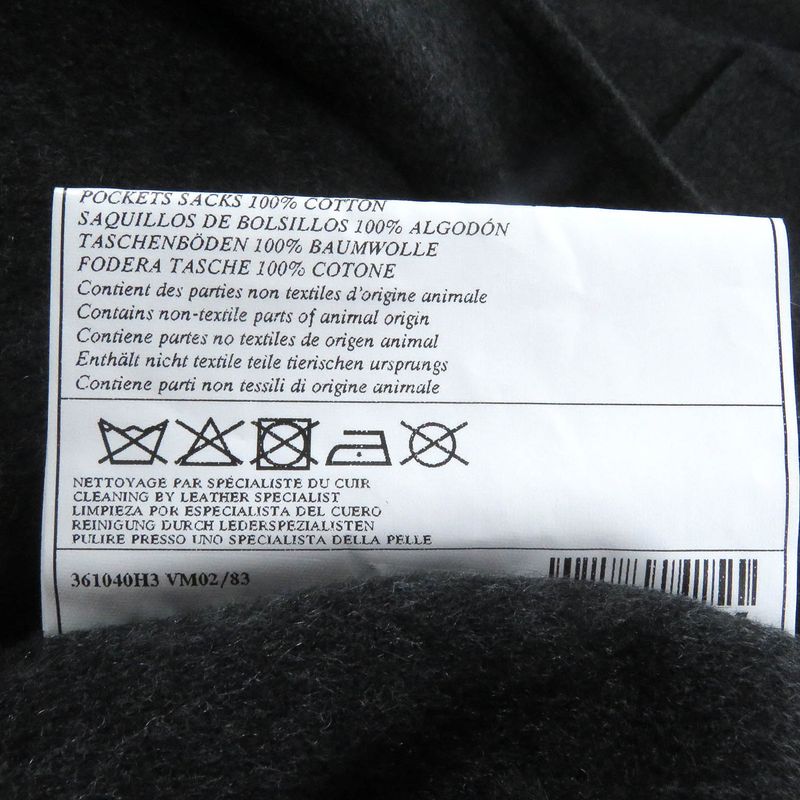 POCKETS SACKS 100% COTTON
SAQUILLOS DE BOLSILLOS 100% ALGODÓN
TASCHENBÖDEN 100% BAUMWOLLE
FODERA TASCHE 100% COTONE
Contient des parties non textiles d'origine animale
Contains non-textile parts of animal origin
Contiene partes no textiles de origen animal
Enthält nicht textile teile tierischen ursprungs
Contiene parti non tessili di origine animale
NETTOYAGE PAR SPÉCIALISTE DU CUIR
CLEANING BY LEATHER SPECIALIST
LIMPIEZA POR ESPECIALISTA DEL CUERO
REINIGUNG DURCH LEDERSPEZIALISTEN
PULIRE PRESSO UNO SPECIALISTA DELLA PELLE
361040H3 VM02/83